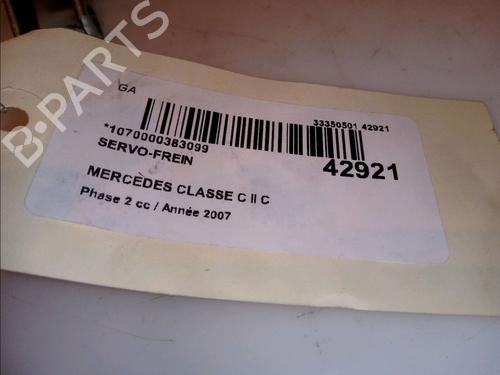 B-PARTS
GA
33350501 42921
*1070000383099
SERVO-FREIN
42921
MERCEDES CLASSE C II C
Phase 2 cc / Année 2007